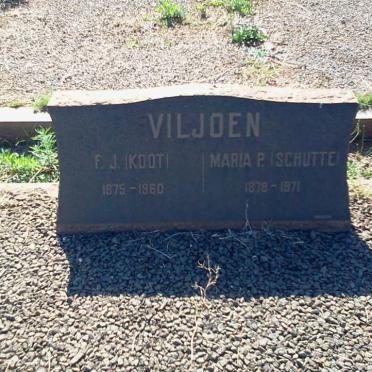 VILJOEN
F. J. (KOOT) MARIA P. (SCHUTTE)
1875 - 1960 1878 - 1971